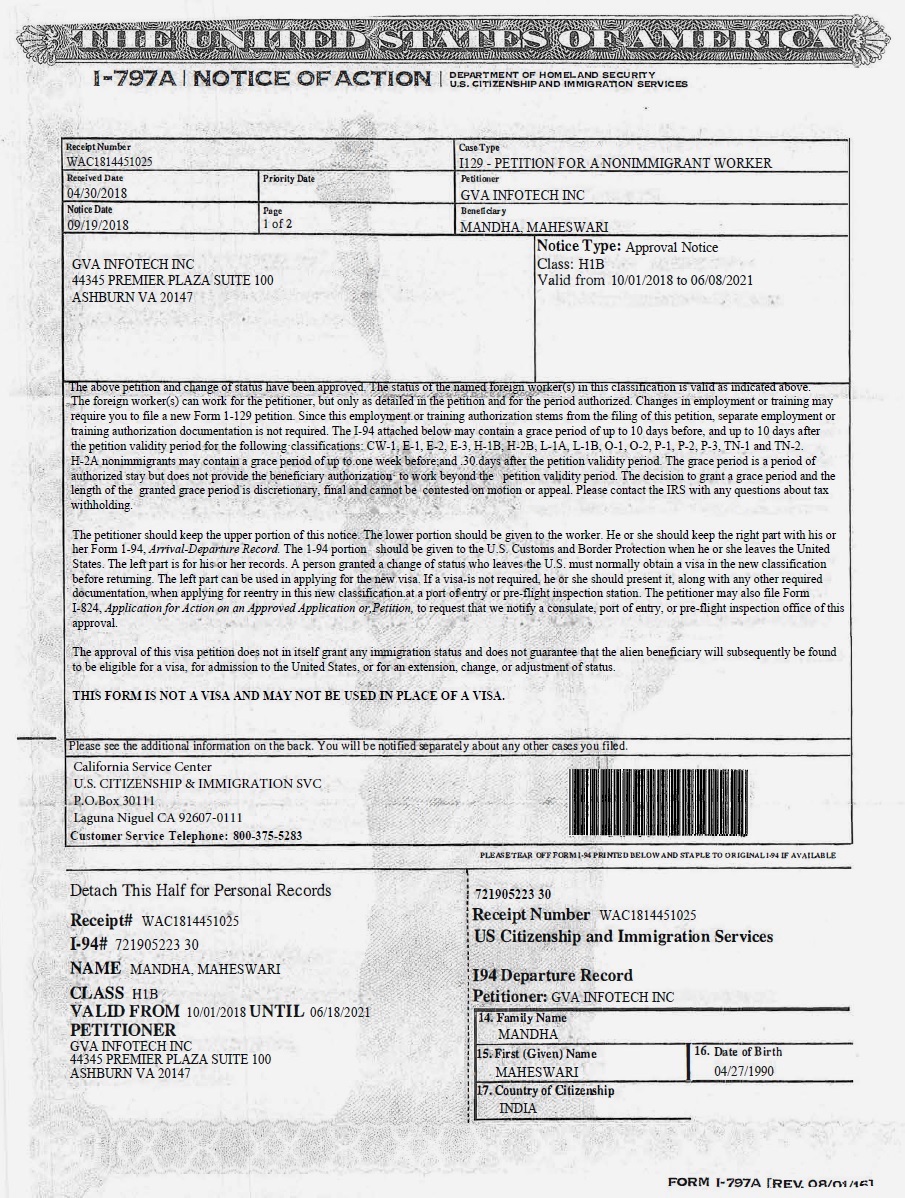 THE UNITED STATES OF AMERICA
I-797A | NOTICE OF ACTION | DEPARTMENT OF HOMELAND SECURITY
U.S. CITIZENSHIP AND IMMIGRATION SERVICES
Receipt Number
WAC1814451025
Case Type
I129 - PETITION FOR A NONIMMIGRANT WORKER
Received Date
04/30/2018
Priority Date
Petitioner
GVA INFOTECH INC
Notice Date
09/19/2018
Page
1 of 2
Beneficiary
MANDHA, MAHESWARI
GVA INFOTECH INC
44345 PREMIER PLAZA SUITE 100
ASHBURN VA 20147
Notice Type: Approval Notice
Class: H1B
Valid from 10/01/2018 to 06/08/2021
The above petition and change of status have been approved. The status of the named foreign worker(s) in this classification is valid as indicated above.
The foreign worker(s) can work for the petitioner, but only as detailed in the petition and for the period authorized. Changes in employment or training may
require you to file a new Form 1-129 petition. Since this employment or training authorization stems from the filing of this petition, separate employment or
training authorization documentation is not required. The I-94 attached below may contain a grace period of up to 10 days before, and up to 10 days after
the petition validity period for the following classifications: CW-1, E-1, E-2, E-3, H-1B, H-2B, L-1A, L-1B, O-1, O-2, P-1, P-2, P-3, TN-1 and TN-2.
H-2A nonimmigrants may contain a grace period of up to one week before;and .30 days after the petition validity period. The grace period is a period of
authorized stay but does not provide the beneficiary authorization to work beyond the petition validity period. The decision to grant a grace period and the
length of the granted grace period is discretionary, final and cannot be contested on motion or appeal. Please contact the IRS with any questions about tax
withholding.
The petitioner should keep the upper portion of this notice. The lower portion should be given to the worker. He or she should keep the right part with his or
her Form 1-94, Arrival-Departure Record. The 1-94 portion should be given to the U.S. Customs and Border Protection when he or she leaves the United
States. The left part is for his or her records. A person granted a change of status who leaves the U.S. must normally obtain a visa in the new classification
before returning. The left part can be used in applying for the new visa. If a visa-is not required, he or she should present it, along with any other required
documentation, when applying for reentry in this new classification.at a port of entry or pre-flight inspection station. The petitioner may also file Form
I-824, Application for Action on an Approved Application or Petition, to request that we notify a consulate, port of entry, or pre-flight inspection office of this
approval.
The approval of this visa petition does not in itself grant any immigration status and does not guarantee that the alien beneficiary will subsequently be found
to be eligible for a visa, for admission to the United States, or for an extension, change, or adjustment of status.
THIS FORM IS NOT A VISA AND MAY NOT BE USED IN PLACE OF A VISA.
Please see the additional information on the back. You will be notified separately about any other cases you filed.
California Service Center
U.S. CITIZENSHIP & IMMIGRATION SVC
P.O.Box 30111
Laguna Niguel CA 92607-0111
Customer Service Telephone: 800-375-5283
PLEASE TEAR OFF FORM I-94 PRINTED BELOW AND STAPLE TO ORIGINAL I-94 IF AVAILABLE
Detach This Half for Personal Records
Receipt# WAC1814451025
I-94# 721905223 30
NAME MANDHA, MAHESWARI
CLASS H1B
VALID FROM 10/01/2018 UNTIL 06/18/2021
PETITIONER
GVA INFOTECH INC
44345 PREMIER PLAZA SUITE 100
ASHBURN VA 20147
721905223 30
Receipt Number WAC1814451025
US Citizenship and Immigration Services
I94 Departure Record
Petitioner: GVA INFOTECH INC
14. Family Name
MANDHA
15. First (Given) Name
MAHESWARI
16. Date of Birth
04/27/1990
17. Country of Citizenship
INDIA
FORM I-797A [REV. 08/01/16]